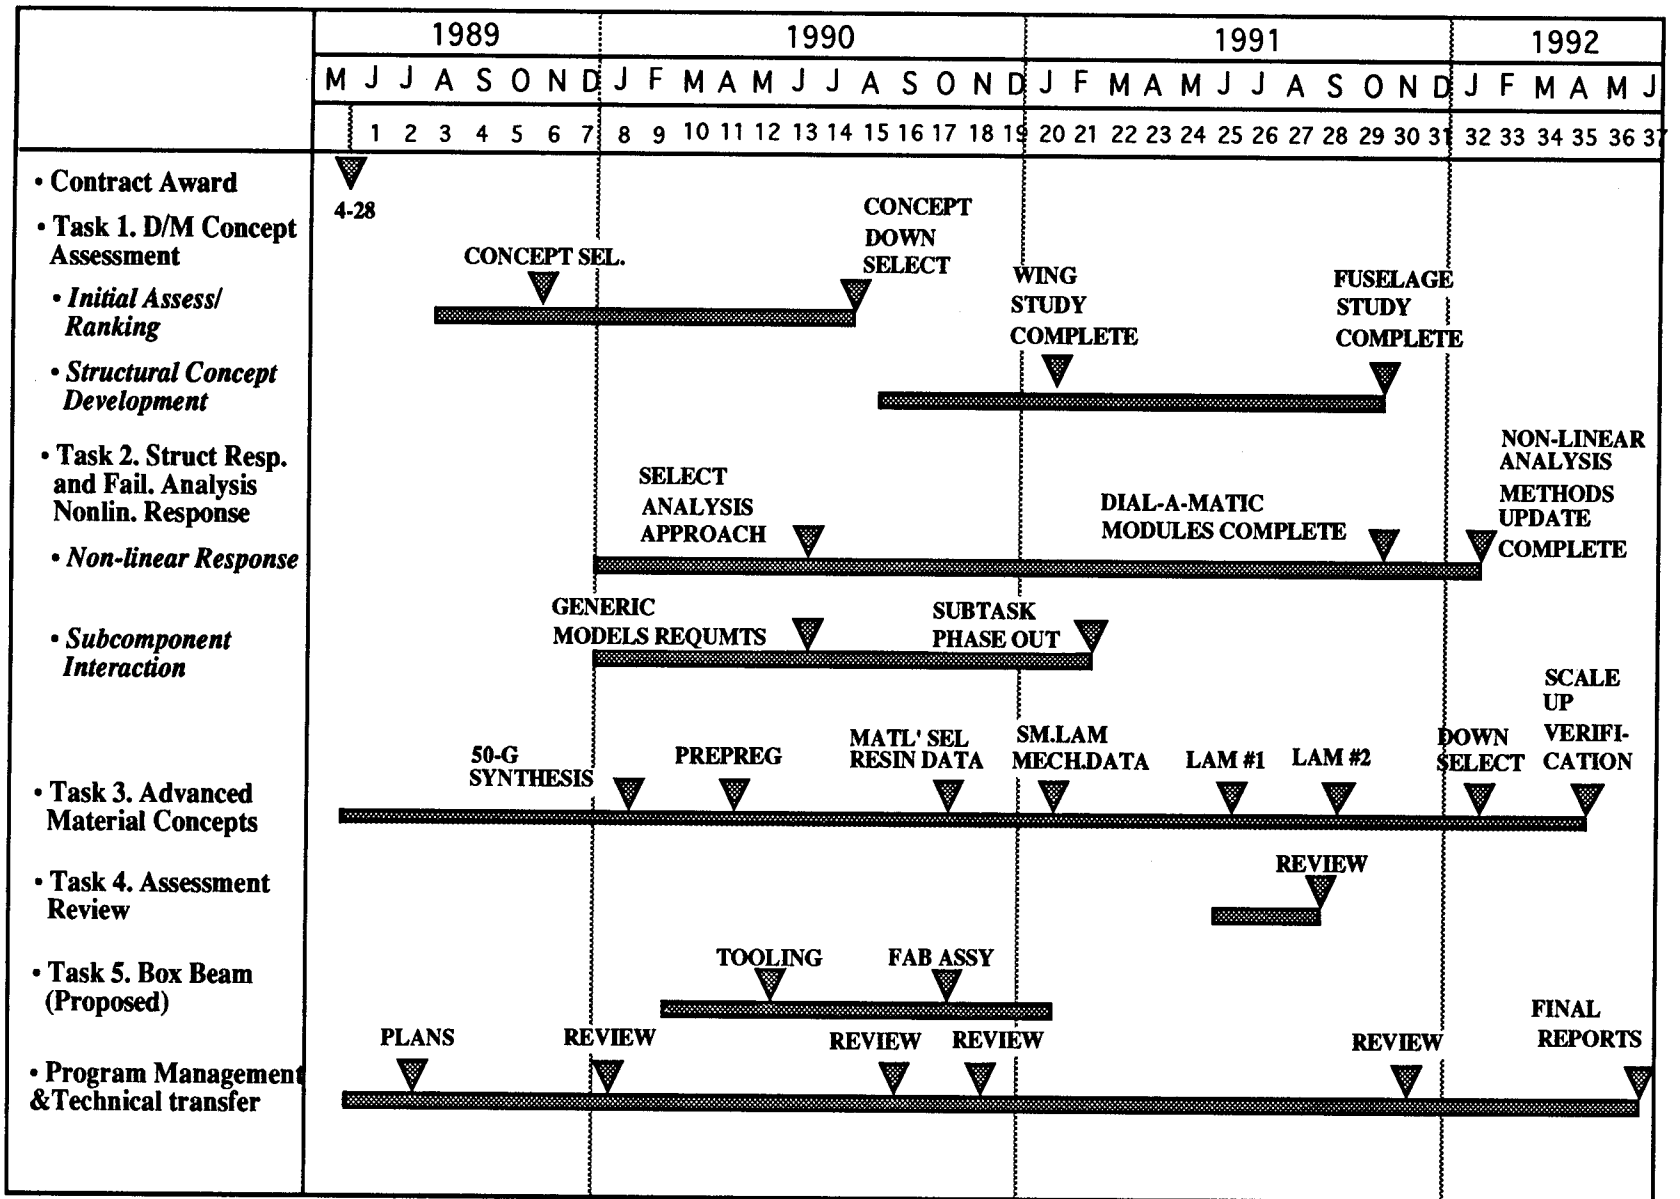 1989 1990 1991 1992
M J J A S O N D J F M A M J J A S O N D J F M A M J J A S O N D J F M A M J
1 2 3 4 5 6 7 8 9 10 11 12 13 14 15 16 17 18 19 20 21 22 23 24 25 26 27 28 29 30 31 32 33 34 35 36 37
• Contract Award
4-28
• Task 1. D/M Concept
Assessment
CONCEPT SEL.
CONCEPT
DOWN
SELECT
• Initial Assess/
Ranking
WING
STUDY
COMPLETE
FUSELAGE
STUDY
COMPLETE
• Structural Concept
Development
• Task 2. Struct Resp.
and Fail. Analysis
Nonlin. Response
SELECT
ANALYSIS
APPROACH
DIAL-A-MATIC
MODULES COMPLETE
NON-LINEAR
ANALYSIS
METHODS
UPDATE
COMPLETE
• Non-linear Response
GENERIC
MODELS REQUMTS
SUBTASK
PHASE OUT
• Subcomponent
Interaction
50-G
SYNTHESIS
PREPREG
MATL' SEL
RESIN DATA
SM.LAM
MECH.DATA
LAM #1
LAM #2
DOWN
SELECT
SCALE
UP
VERIFI-
CATION
• Task 3. Advanced
Material Concepts
• Task 4. Assessment
Review
REVIEW
• Task 5. Box Beam
(Proposed)
TOOLING
FAB ASSY
• Program Management
&Technical transfer
PLANS
REVIEW
REVIEW
REVIEW
REVIEW
FINAL
REPORTS